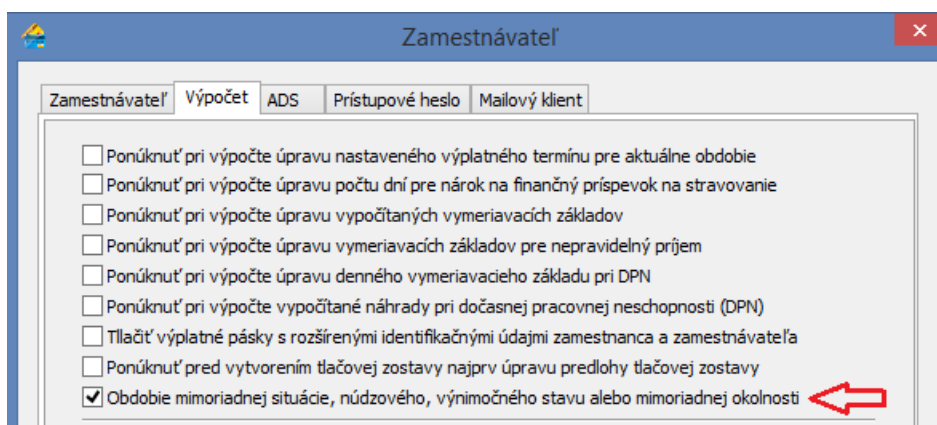 Zamestnávateľ
Zamestnávateľ Výpočet ADS Prístupové heslo Mailový klient
Ponúknuť pri výpočte úpravu nastaveného výplatného termínu pre aktuálne obdobie
Ponúknuť pri výpočte úpravu počtu dní pre nárok na finančný príspevok na stravovanie
Ponúknuť pri výpočte úpravu vypočítaných vymeriavacích základov
Ponúknuť pri výpočte úpravu vymeriavacích základov pre nepravidelný príjem
Ponúknuť pri výpočte úpravu denného vymeriavacieho základu pri DPN
Ponúknuť pri výpočte vypočítané náhrady pri dočasnej pracovnej neschopnosti (DPN)
Tllačiť výplatné pásky s rozšírenými identifikačnými údajmi zamestnanca a zamestnávateľa
Ponúknuť pred vytvorením tlačovej zostavy najprv úpravu predlohy tlačovej zostavy
Obdobie mimoriadnej situácie, núdzového, výnimočného stavu alebo mimoriadnej okolnosti